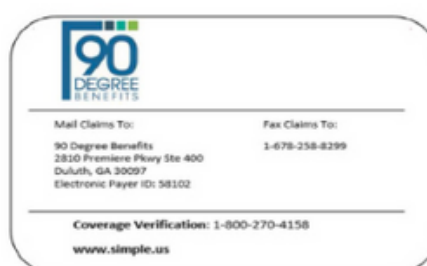 90
DEGREE
BENEFITS
Mail Claims To:
Fax Claims To:
90 Degree Benefits
1-678-258-8299
2810 Premiere Pkwy Ste 400
Duluth, GA 30097
Electronic Payer ID: 58102
Coverage Verification: 1-800-270-4158
www.simple.us